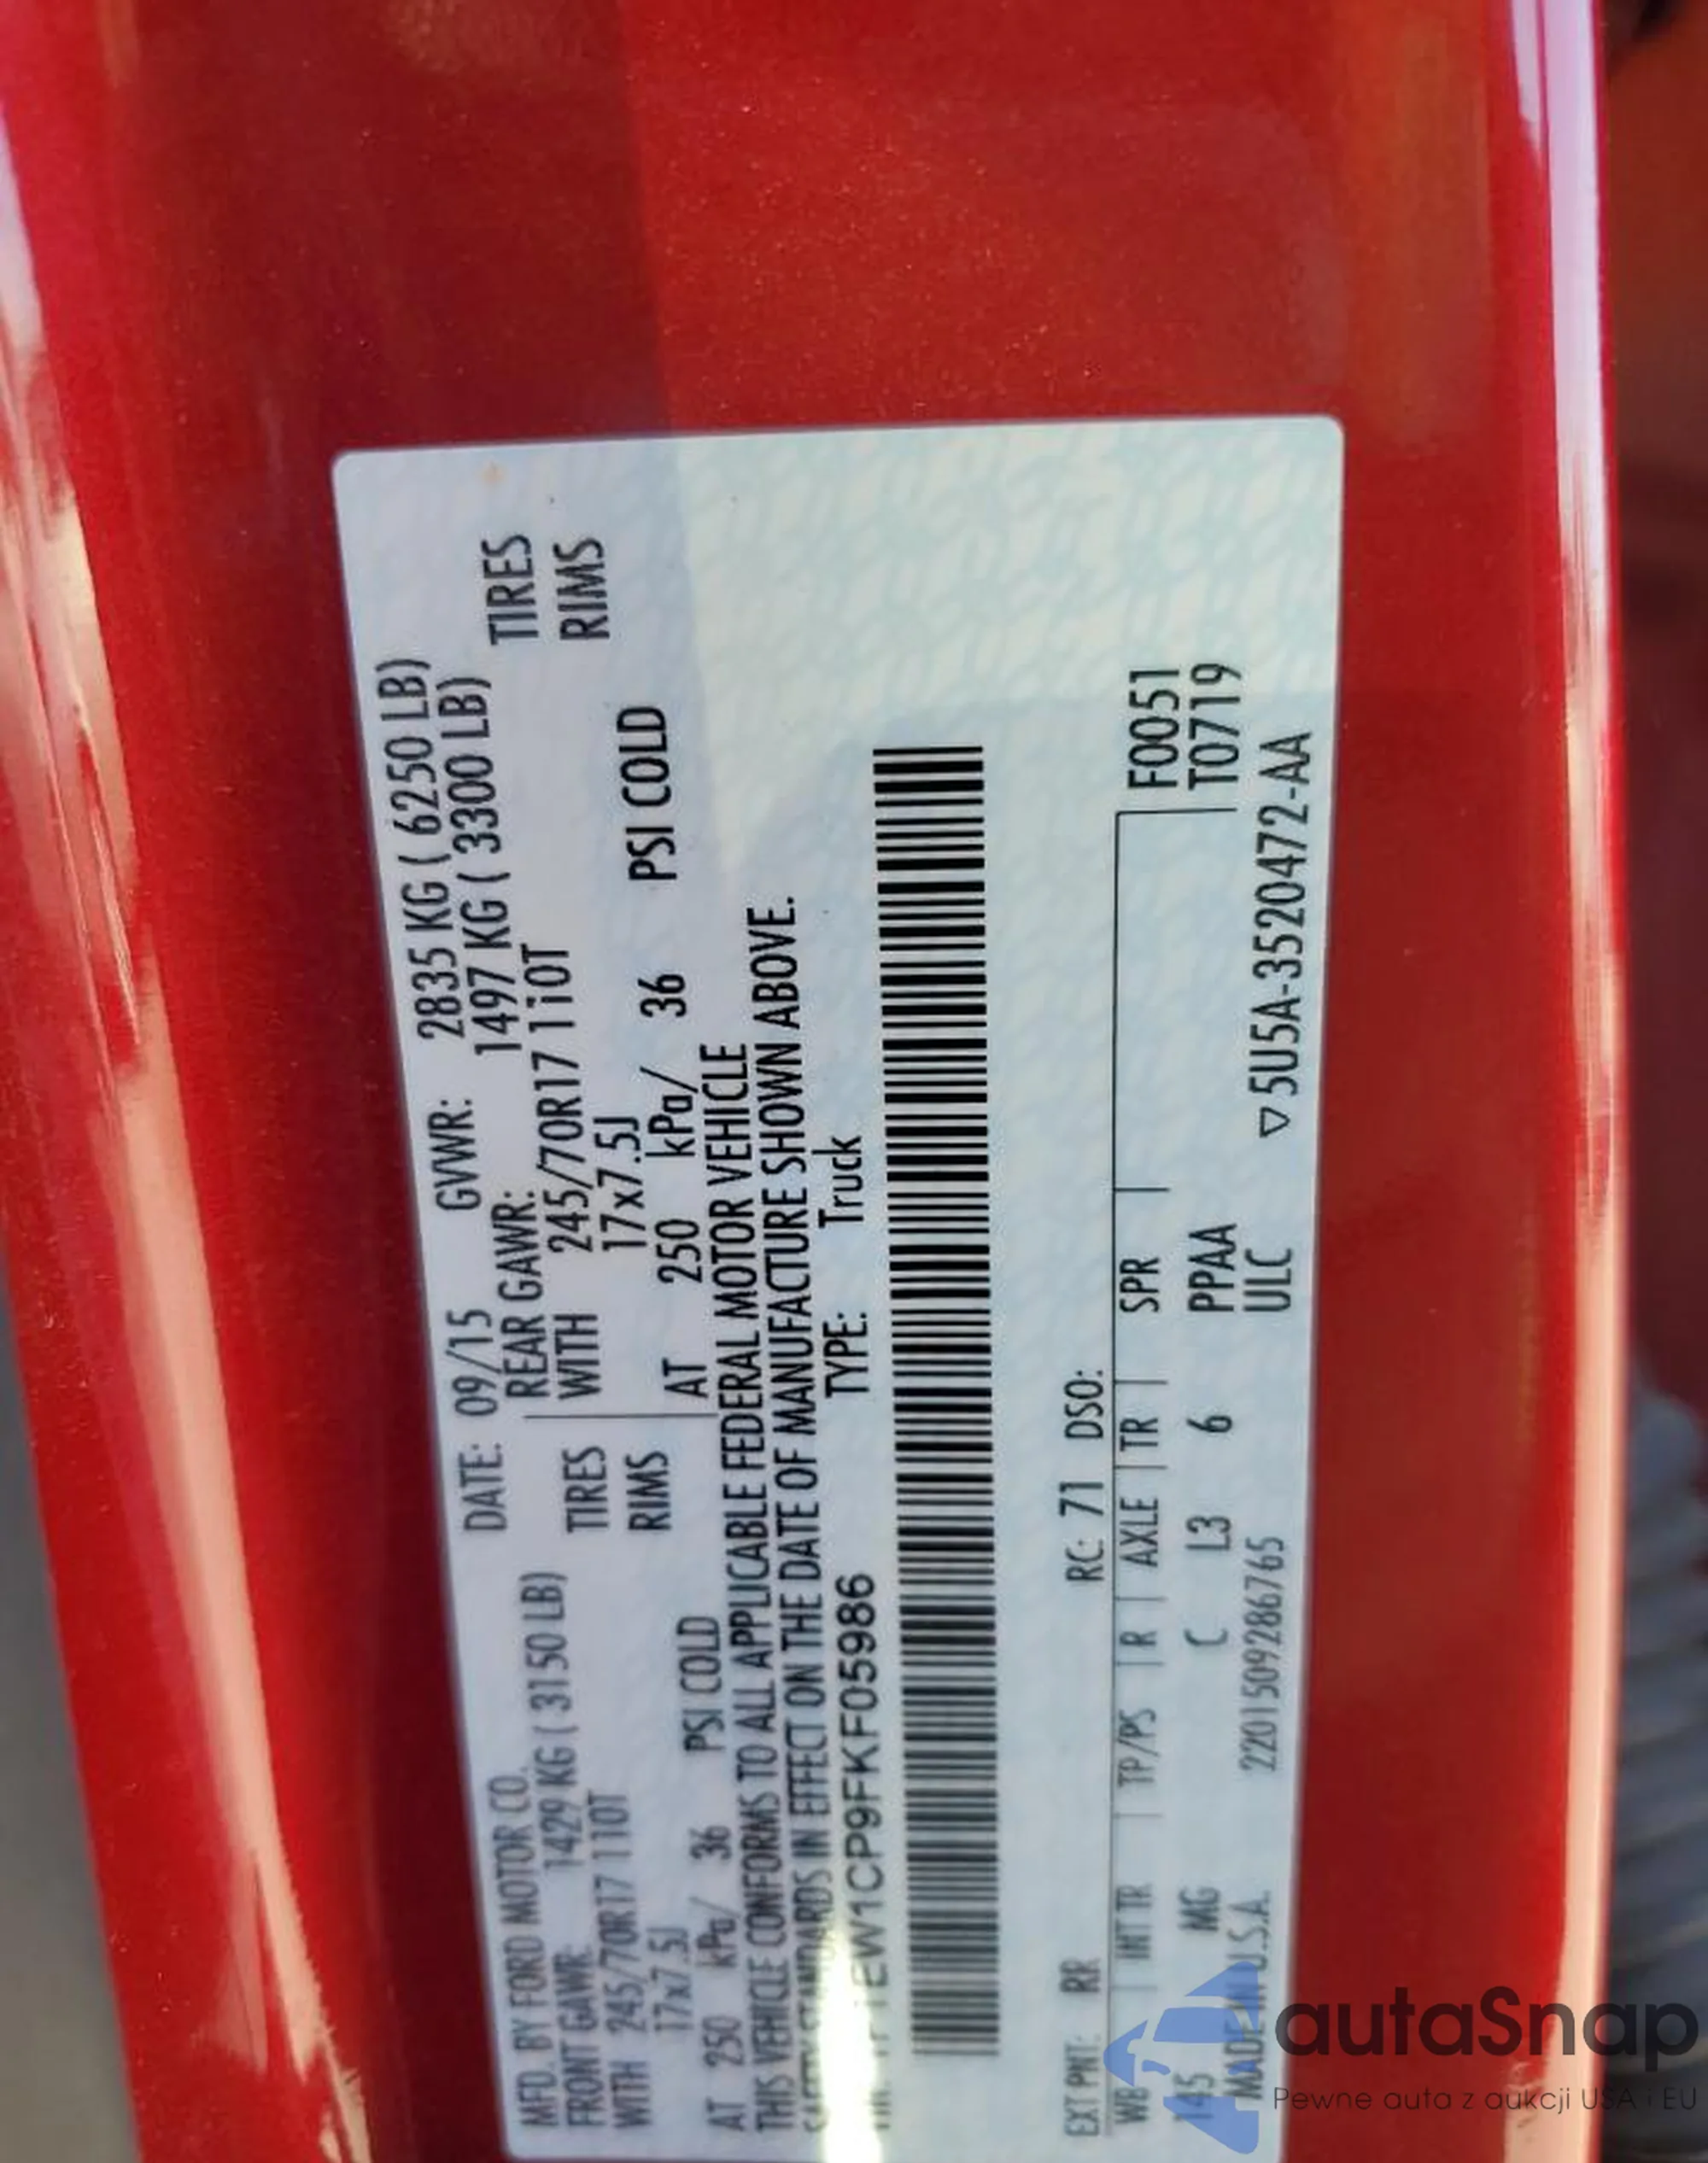 MFD. BY FORD MOTOR CO. DATE: 09/15 GVWR: 2835 KG ( 6250 LB)
FRONT GAWR: 1429 KG ( 3150 LB) REAR GAWR: 1497 KG ( 3300 LB)
WITH 245/70R17 110T TIRES WITH 245/70R17 110T TIRES
17x7.5J RIMS 17x7.5J RIMS
AT 250 kPa/ 36 PSI COLD AT 250 kPa/ 36 PSI COLD
THIS VEHICLE CONFORMS TO ALL APPLICABLE FEDERAL MOTOR VEHICLE
SAFETY STANDARDS IN EFFECT ON THE DATE OF MANUFACTURE SHOWN ABOVE.
EW1CP9FKF05986 TYPE: Truck
EXT PNT: RR RC: 71 DSO:
WB INT TR TP/PS R AXLE TR SPR F0051
145 MG C L3 6 PPAA T0719
MADE IN U.S.A. 2201509286765 ULC ▽5U5A-3520472-AA
autaSnap
Pewne auta z aukcji USA i EU